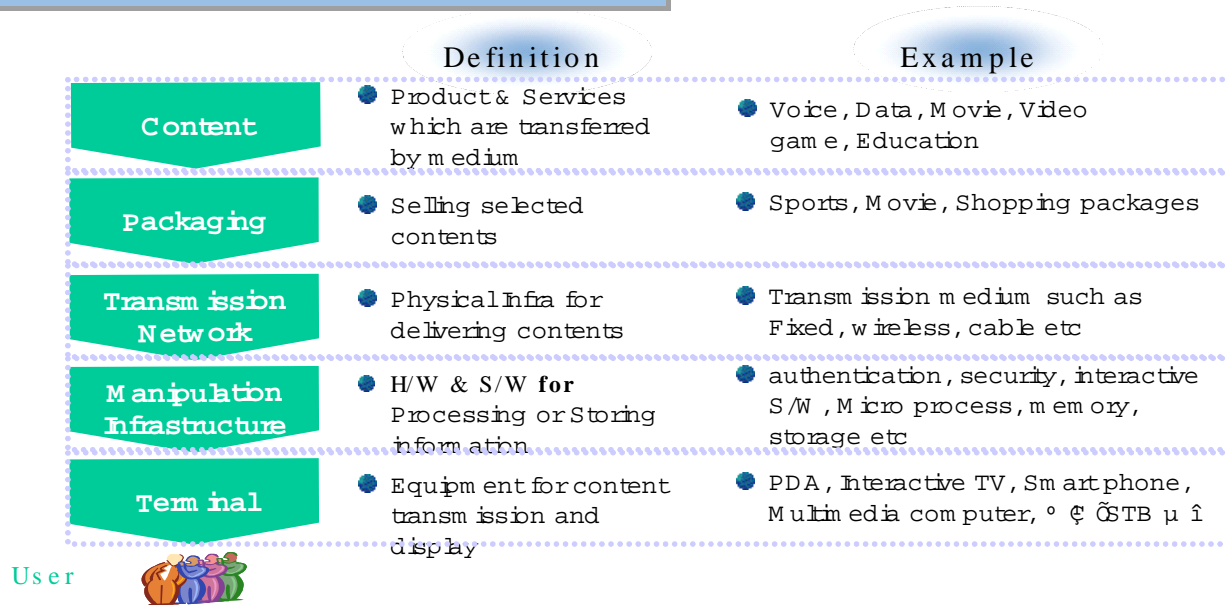 Definition
Example
Content
Product & Services
which are transferred
by medium
Voice, Data, Movie, Video
game, Education
Packaging
Selling selected
contents
Sports, Movie, Shopping packages
Transmission
Network
Physical Infra for
delivering contents
Transmission medium such as
Fixed, wireless, cable etc
Manipulation
Infrastructure
H/W & S/W for
Processing or Storing
information
authentication, security, interactive
S/W, Micro process, memory,
storage etc
Terminal
Equipment for content
transmission and
display
PDA, Interactive TV, Smart phone,
Multimedia computer, STB
User